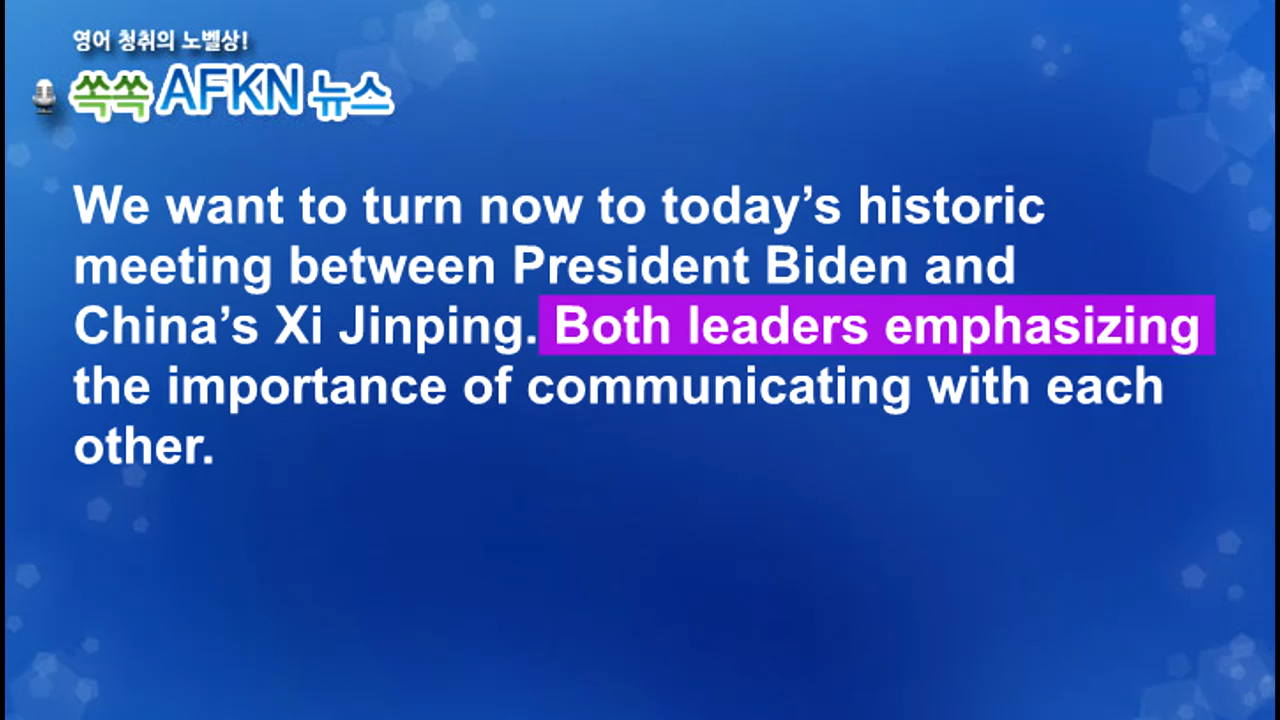 영어 청취의 노벨상!
쏙쏙 AFKN 뉴스
We want to turn now to today’s historic
meeting between President Biden and
China’s Xi Jinping. Both leaders emphasizing
the importance of communicating with each
other.